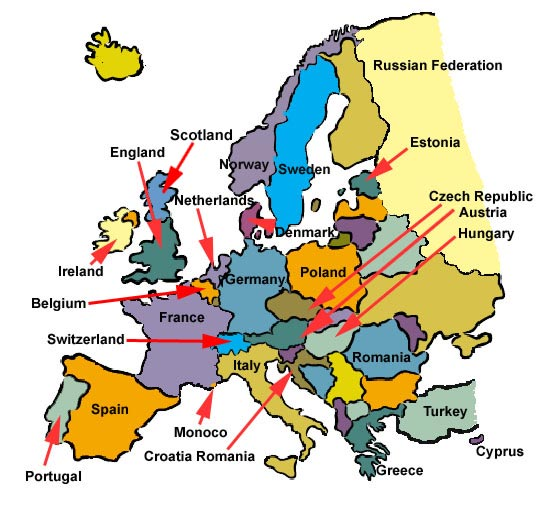 Russian Federation
Scotland
England
Estonia
Norway
Sweden
Netherlands
Czech Republic
Austria
Denmark
Hungary
Ireland
Germany
Poland
Belgium
France
Switzerland
Romania
Italy
Spain
Turkey
Monoco
Croatia Romania
Cyprus
Portugal
Greece